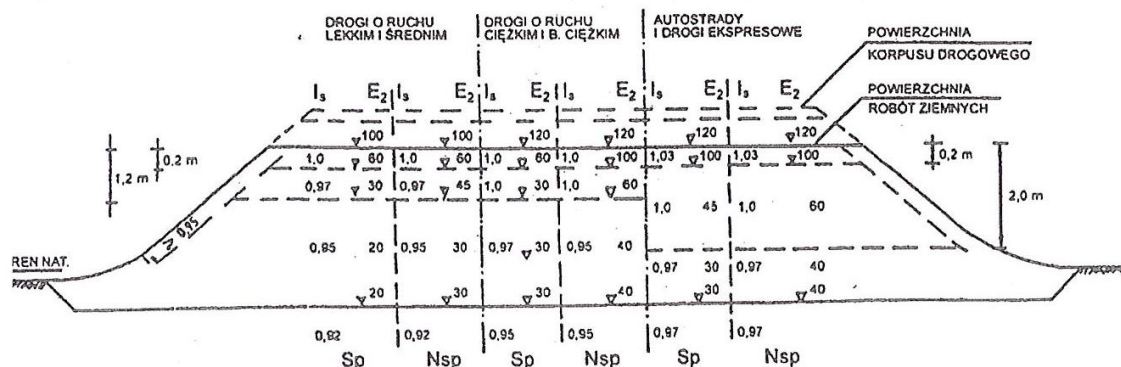 DROGI O RUCHU
LEKKIM I ŚREDNIM
DROGI O RUCHU
CIĘŻKIM I B. CIĘŻKIM
AUTOSTRADY
I DROGI EKSPRESOWE
POWIERZCHNIA
KORPUSU DROGOWEGO
POWIERZCHNIA
ROBÓT ZIEMNYCH
Is E2 Is E2 Is E2 Is E2 Is E2 Is E2
100 100 120 120 120 120
0.2 m 1,0 60 1,0 60 1,0 60 1,0 100 1,03 100 1,03 100 0,2 m
1,2 m 0,97 30 0,97 45 1,0 30 1,0 60
1,0 45 1,0 60 2,0 m
≥ 0,95
0,95 20 0,95 30 0,97 30 0,95 40
REN NAT.
0,97 30 0,97 40
20 30 30 40 30 40
0,92 0,92 0,95 0,95 0,97 0,97
Sp Nsp Sp Nsp Sp Nsp